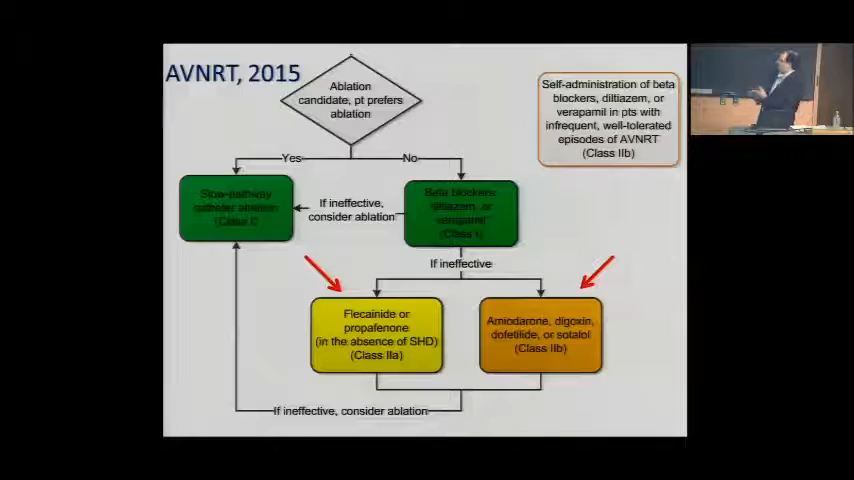 AVNRT, 2015
Ablation
candidate, pt prefers
ablation
Self-administration of beta
blockers, diltiazem, or
verapamil in pts with
infrequent, well-tolerated
episodes of AVNRT
(Class IIb)
Yes
No
Slow-pathway
catheter ablation
(Class I)
If ineffective,
consider ablation
Beta blockers,
diltiazem, or
verapamil
(Class I)
If ineffective
Flecainide or
propafenone
(in the absence of SHD)
(Class IIa)
Amiodarone, digoxin,
dofetilide, or sotalol
(Class IIb)
If ineffective, consider ablation